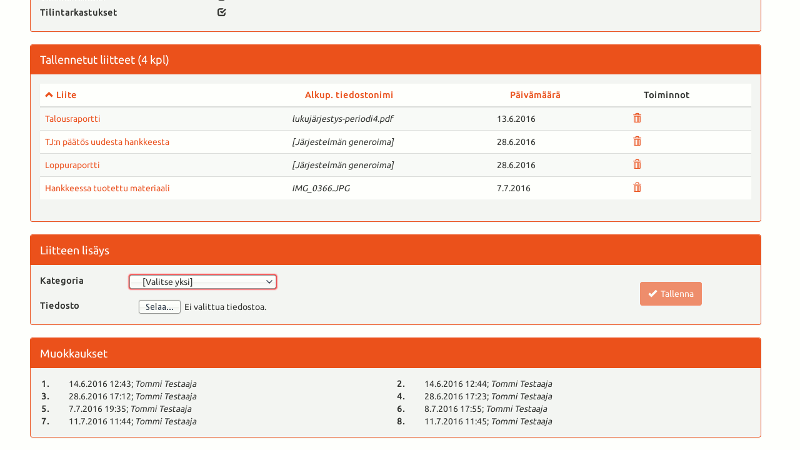 Tilintarkastukset
Tallennetut liitteet (4 kpl)
Liite Alkup. tiedostonimi Päivämäärä Toiminnot
Talousraportti lukujärjestys-periodi4.pdf 13.6.2016
TJ:n päätös uudesta hankkeesta [Järjestelmän generoima] 28.6.2016
Loppuraportti [Järjestelmän generoima] 28.6.2016
Hankkeessa tuotettu materiaali IMG_0366.JPG 7.7.2016
Liitteen lisäys
Kategoria [Valitse yksi]
Tallenna
Tiedosto Selaa... Ei valittua tiedostoa.
Muokkaukset
1. 14.6.2016 12:43; Tommi Testaaja 2. 14.6.2016 12:44; Tommi Testaaja
3. 28.6.2016 17:12; Tommi Testaaja 4. 28.6.2016 17:23; Tommi Testaaja
5. 7.7.2016 19:35; Tommi Testaaja 6. 8.7.2016 17:55; Tommi Testaaja
7. 11.7.2016 11:44; Tommi Testaaja 8. 11.7.2016 11:45; Tommi Testaaja